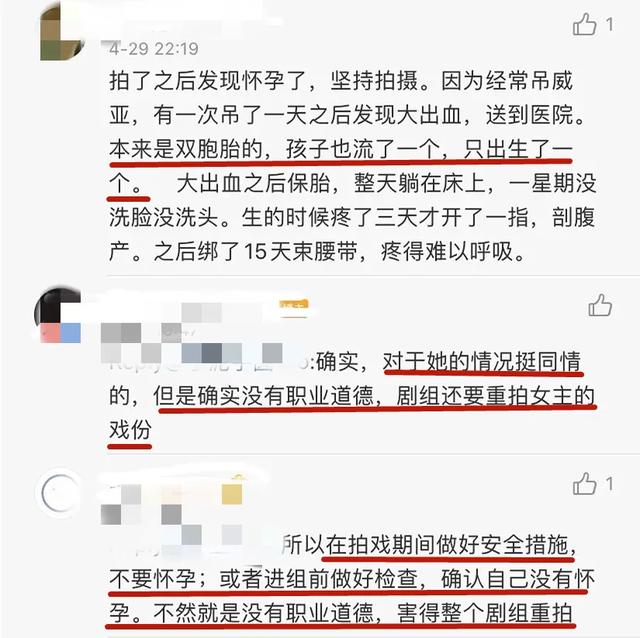 1
4-29 22:19
拍了之后发现怀孕了，坚持拍摄。因为经常吊威
亚，有一次吊了一天之后发现大出血，送到医院。
本来是双胞胎的，孩子也流了一个，只出生了一
个。 大出血之后保胎，整天躺在床上，一星期没
洗脸没洗头。生的时候疼了三天才开了一指，剖腹
产。之后绑了15天束腰带，疼得难以呼吸。
:确实，对于她的情况挺同情
的，但是确实没有职业道德，剧组还要重拍女主的
戏份
1
所以在拍戏期间做好安全措施，
不要怀孕；或者进组前做好检查，确认自己没有怀
孕。不然就是没有职业道德，害得整个剧组重拍